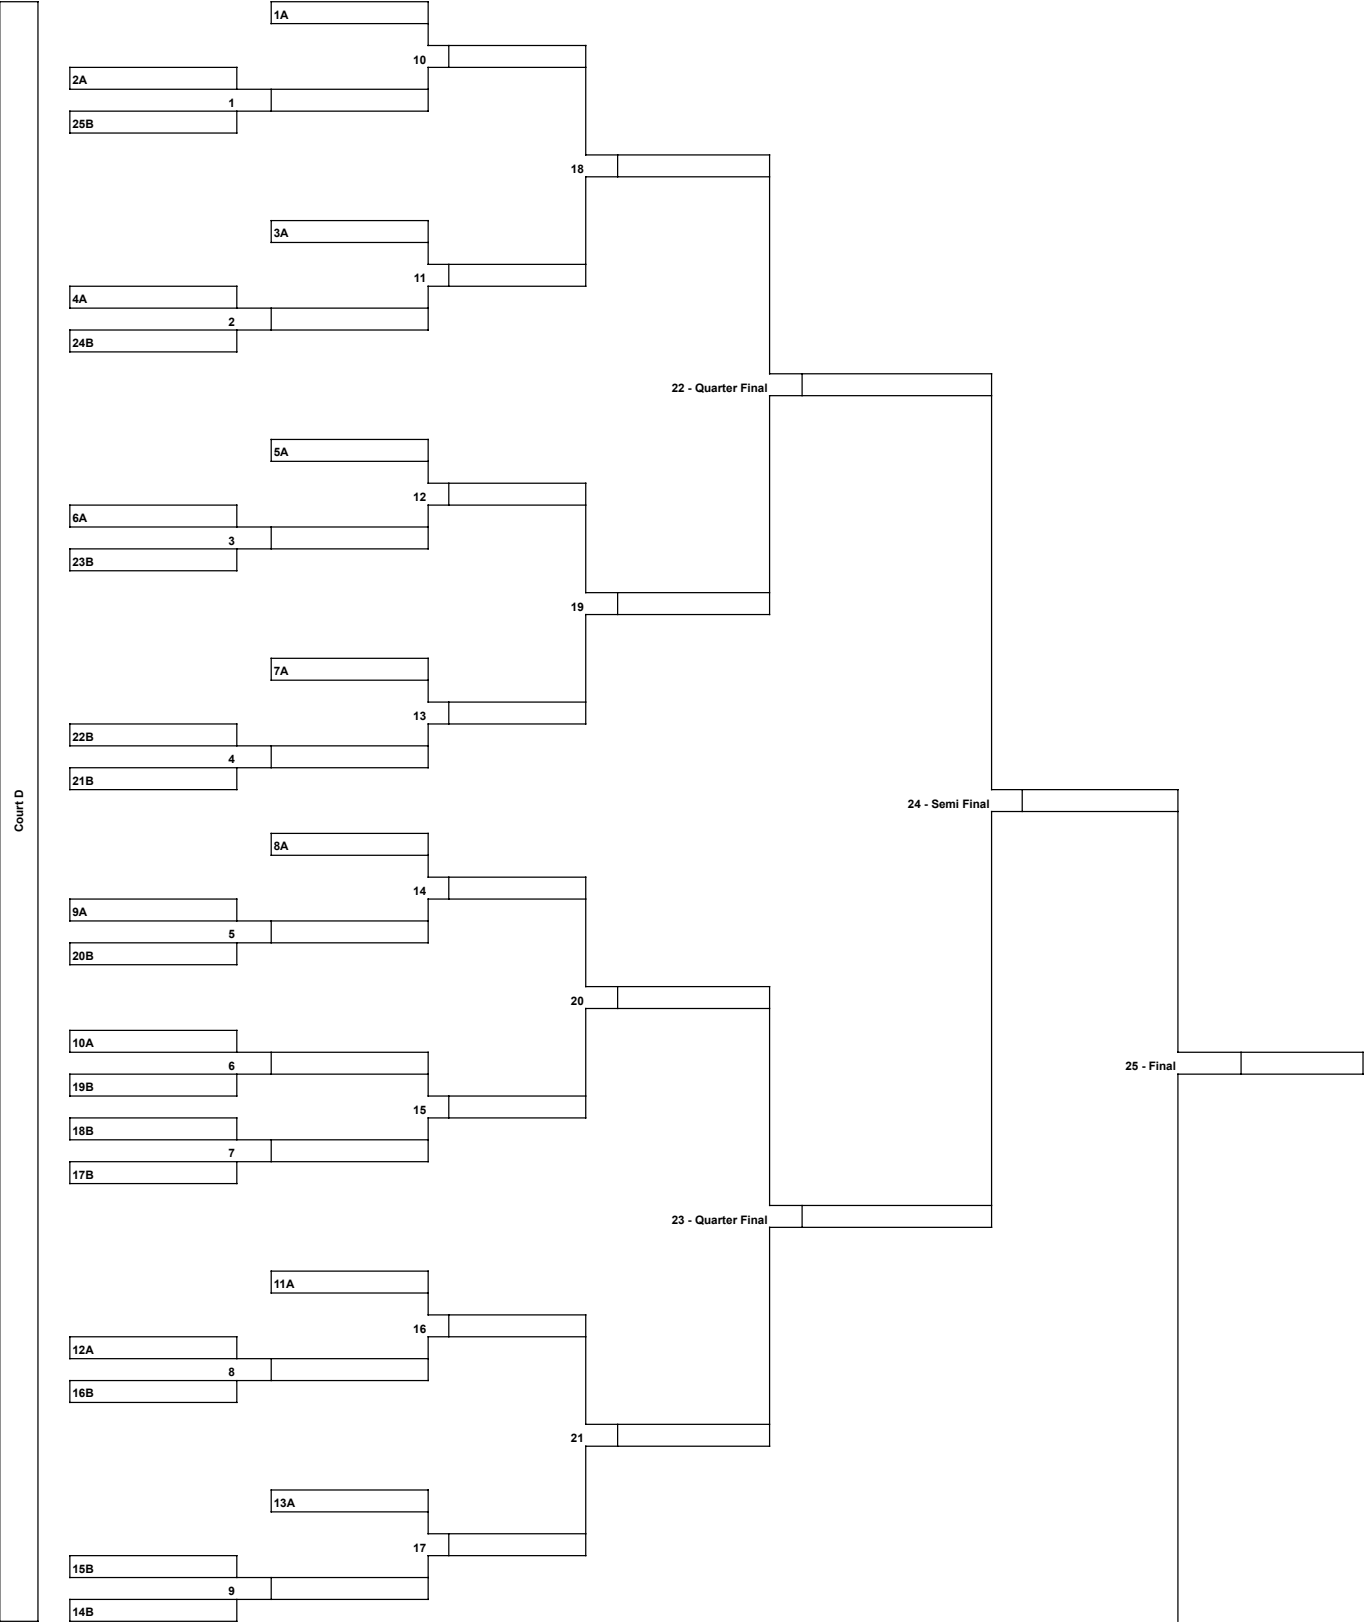 Court D
1A
10
2A
1
25B
18
3A
11
4A
2
24B
22 - Quarter Final
5A
12
6A
3
23B
19
7A
13
22B
4
21B
24 - Semi Final
8A
14
9A
5
20B
20
10A
6
19B
25 - Final
15
18B
7
17B
23 - Quarter Final
11A
16
12A
8
16B
21
13A
17
15B
9
14B